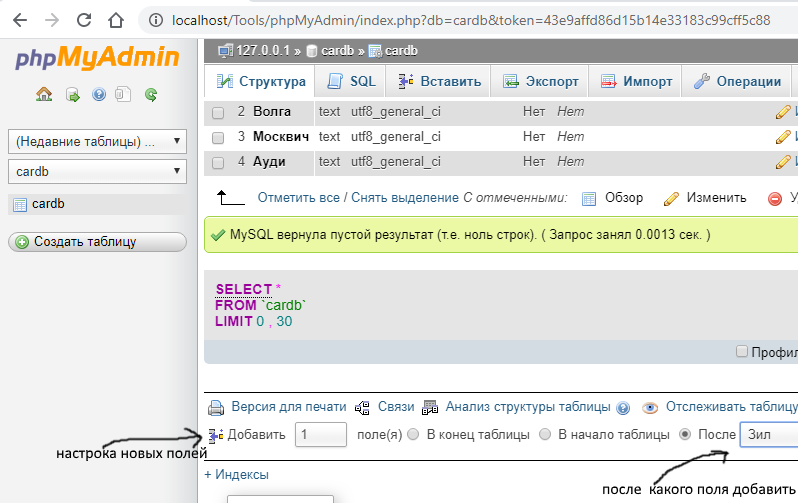 localhost/Tools/phpMyAdmin/index.php?db=cardb&token=43e9affd86d15b14e33183c99cff5c88
phpMyAdmin
127.0.0.1 » cardb » cardb
Структура SQL Вставить Экспорт Импорт Операции
(Недавние таблицы) ...
cardb
cardb
Создать таблицу
2 Волга text utf8_general_ci Нет Нет
3 Москвич text utf8_general_ci Нет Нет
4 Ауди text utf8_general_ci Нет Нет
Отметить все / Снять выделение С отмеченными: Обзор Изменить У
MySQL вернула пустой результат (т.е. ноль строк). ( Запрос занял 0.0013 сек. )
SELECT *
FROM `cardb`
LIMIT 0 , 30
Профил
Версия для печати Связи Анализ структуры таблицы Отслеживать таблицу
Добавить 1 поле(я) В конец таблицы В начало таблицы После Зил
настрока новых полей
+ Индексы
после какого поля добавить